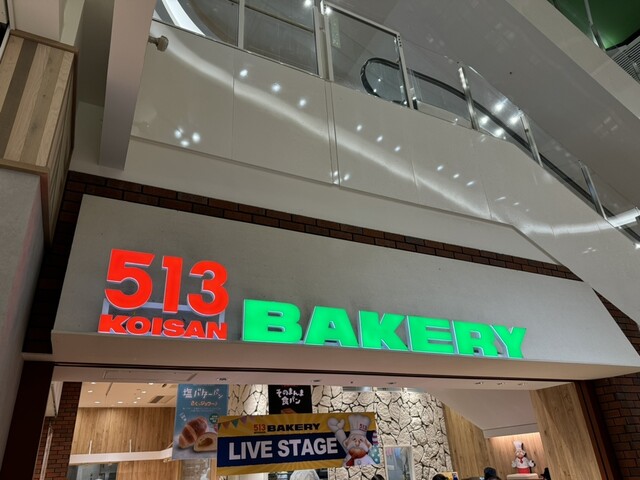 513
KOISAN
BAKERY
塩バターパン
そのまんま
食パン
513 BAKERY
LIVE STAGE